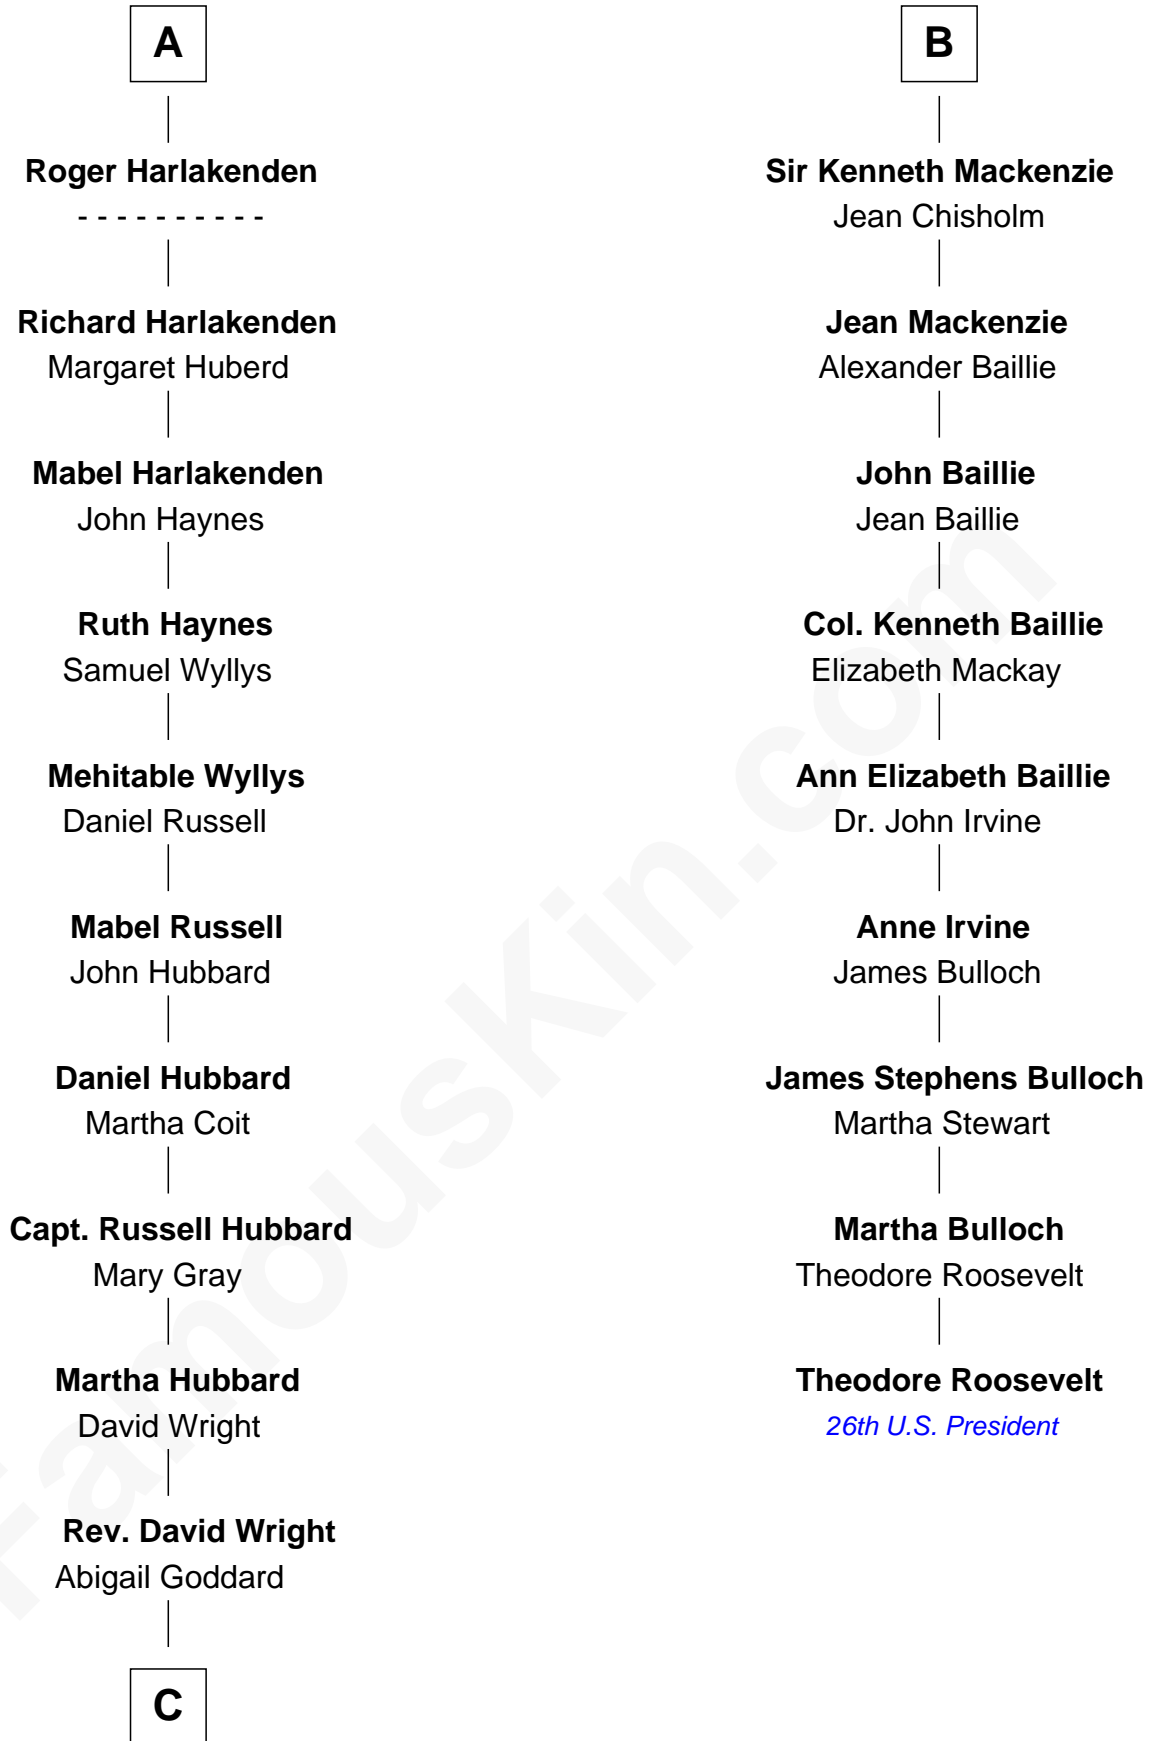 A
Roger Harlakenden
- - - - - - - - - -
Richard Harlakenden
Margaret Huberd
Mabel Harlakenden
John Haynes
Ruth Haynes
Samuel Wyllys
Mehitable Wyllys
Daniel Russell
Mabel Russell
John Hubbard
Daniel Hubbard
Martha Coit
Capt. Russell Hubbard
Mary Gray
Martha Hubbard
David Wright
Rev. David Wright
Abigail Goddard
C
B
Sir Kenneth Mackenzie
Jean Chisholm
Jean Mackenzie
Alexander Baillie
John Baillie
Jean Baillie
Col. Kenneth Baillie
Elizabeth Mackay
Ann Elizabeth Baillie
Dr. John Irvine
Anne Irvine
James Bulloch
James Stephens Bulloch
Martha Stewart
Martha Bulloch
Theodore Roosevelt
Theodore Roosevelt
26th U.S. President
FamousKin.com